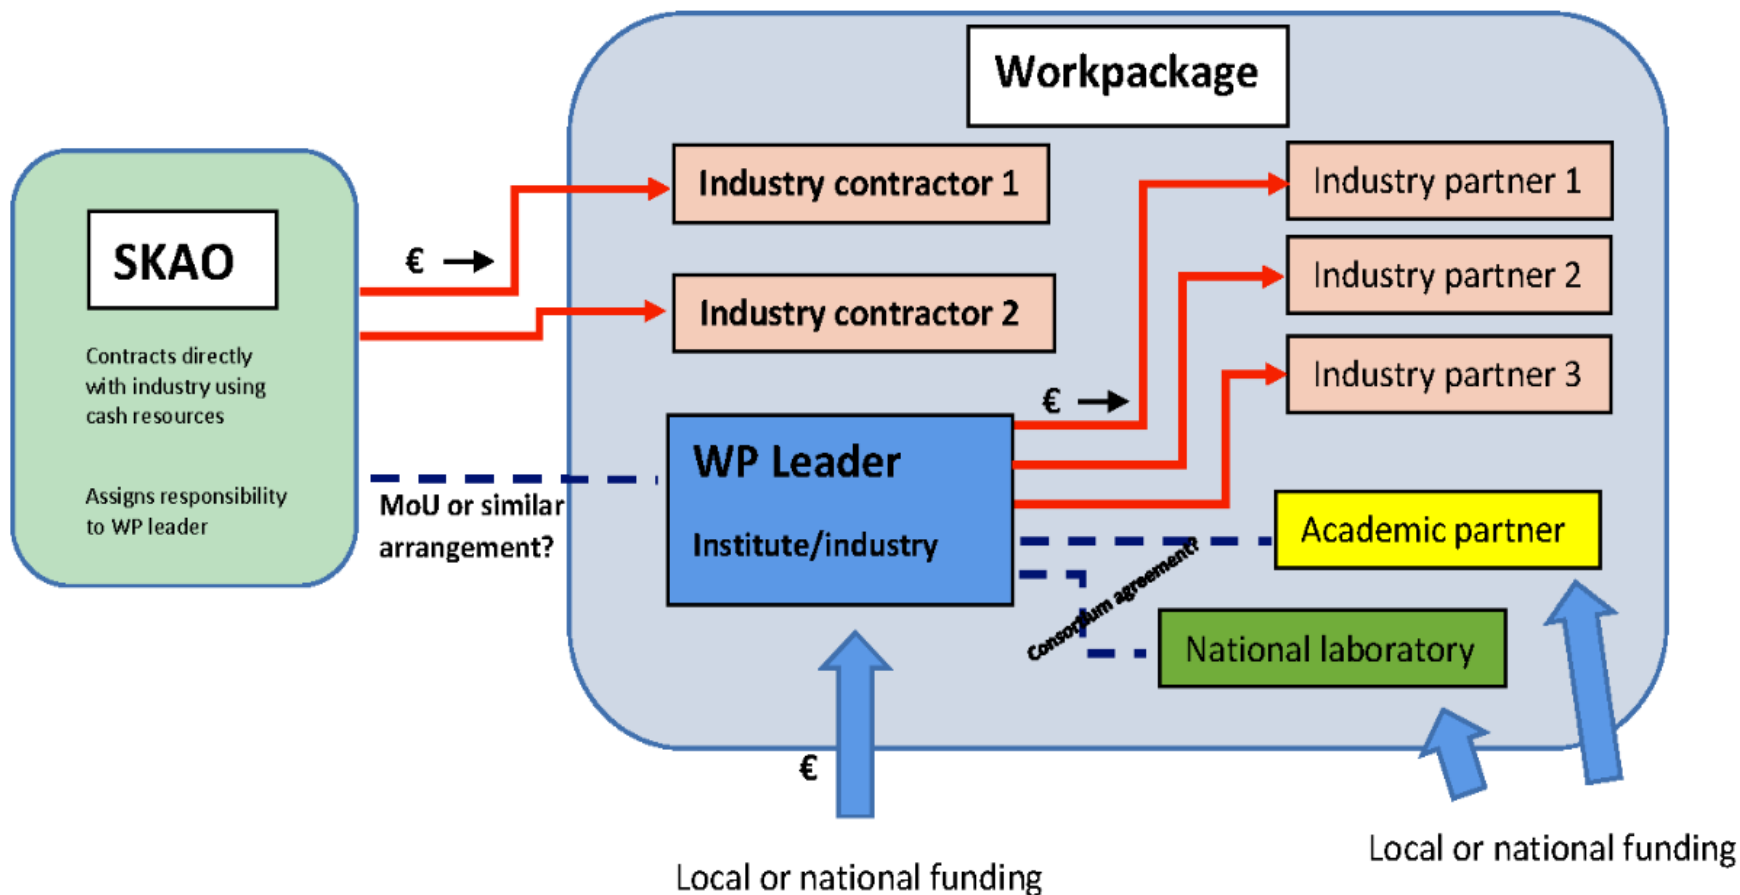 Workpackage
SKAO
Contracts directly
with industry using
cash resources
Assigns responsibility
to WP leader
€
Industry contractor 1
Industry contractor 2
MoU or similar
arrangement?
WP Leader
Institute/industry
€
Industry partner 1
Industry partner 2
Industry partner 3
Academic partner
Consortium agreement?
National laboratory
€
Local or national funding
Local or national funding